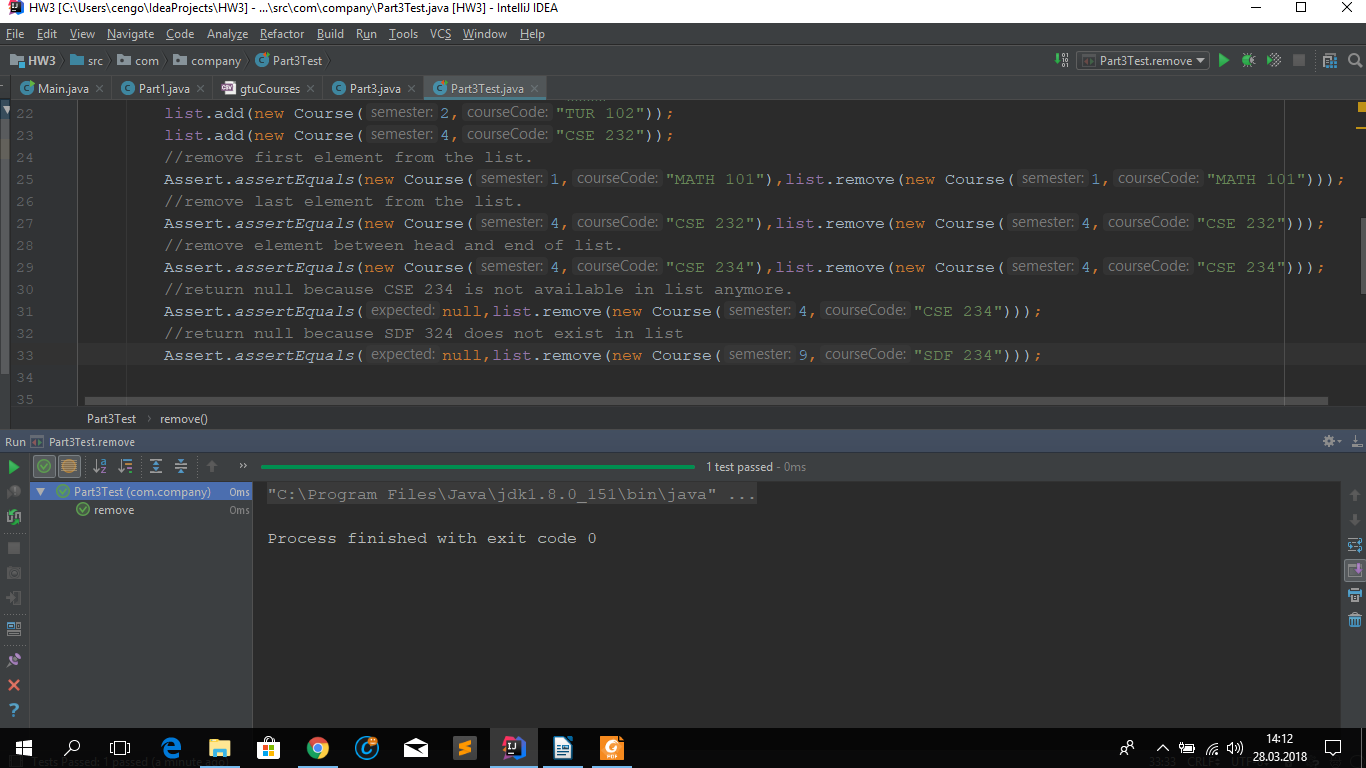 HW3 [C:\Users\cengo\IdeaProjects\HW3] - ...\src\com\company\Part3Test.java [HW3] - IntelliJ IDEA
File Edit View Navigate Code Analyze Refactor Build Run Tools VCS Window Help
HW3 src com company Part3Test Part3Test.remove
Main.java Part1.java gtuCourses Part3.java Part3Test.java
22 list.add(new Course( semester: 2, courseCode: "TUR 102"));
23 list.add(new Course( semester: 4, courseCode: "CSE 232"));
24 //remove first element from the list.
25 Assert.assertEquals(new Course( semester: 1, courseCode: "MATH 101"),list.remove(new Course( semester: 1, courseCode: "MATH 101")));
26 //remove last element from the list.
27 Assert.assertEquals(new Course( semester: 4, courseCode: "CSE 232"),list.remove(new Course( semester: 4, courseCode: "CSE 232")));
28 //remove element between head and end of list.
29 Assert.assertEquals(new Course( semester: 4, courseCode: "CSE 234"),list.remove(new Course( semester: 4, courseCode: "CSE 234")));
30 //return null because CSE 234 is not available in list anymore.
31 Assert.assertEquals( expected: null,list.remove(new Course( semester: 4, courseCode: "CSE 234")));
32 //return null because SDF 324 does not exist in list
33 Assert.assertEquals( expected: null,list.remove(new Course( semester: 9, courseCode: "SDF 234")));
34
35
Part3Test › remove()
Run Part3Test.remove
» 1 test passed - 0ms
Part3Test (com.company) 0ms
remove 0ms
"C:\Program Files\Java\jdk1.8.0_151\bin\java" ...
Process finished with exit code 0
14:12
28.03.2018
Tests Passed: 1 passed (a minute ago)